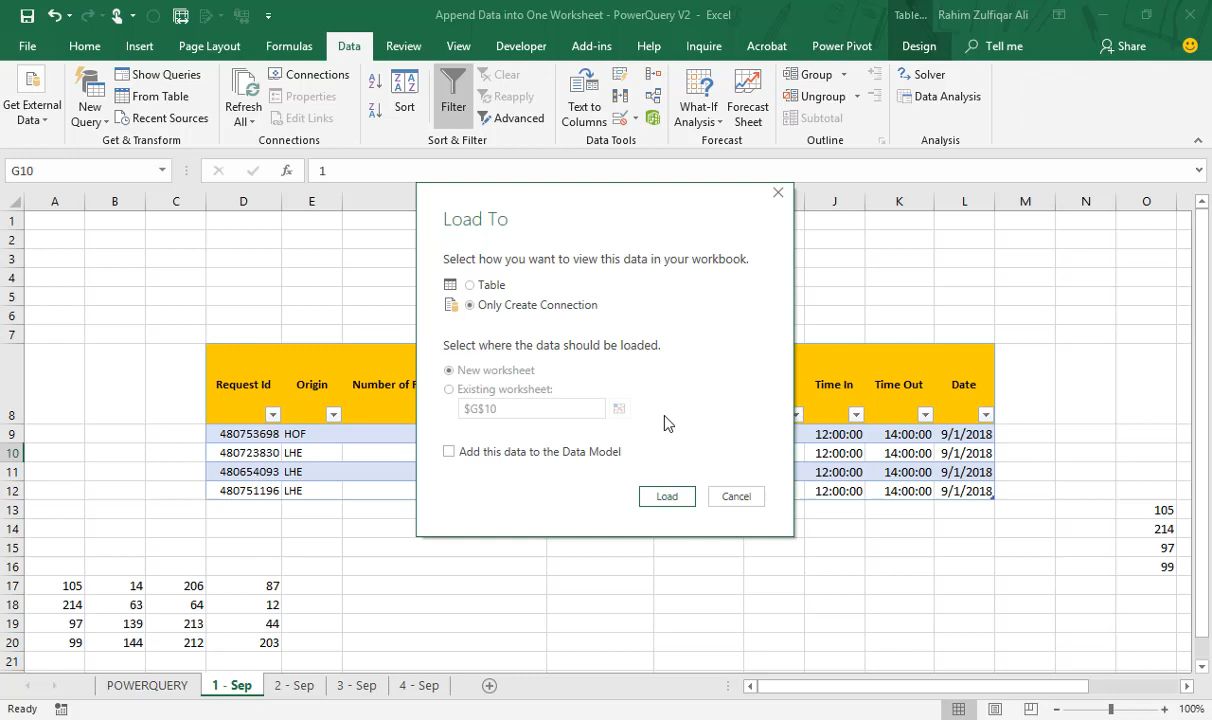 Append Data into One Worksheet - PowerQuery V2 - Excel
Table...
Rahim Zulfiqar Ali
File Home Insert Page Layout Formulas Data Review View Developer Add-ins Help Inquire Acrobat Power Pivot Design Tell me Share
Get External Data
New Query
Show Queries
From Table
Recent Sources
Get & Transform
Refresh All
Connections
Properties
Edit Links
Connections
Sort
Filter
Clear
Reapply
Advanced
Sort & Filter
Text to Columns
Data Tools
What-If Analysis
Forecast Sheet
Forecast
Group
Ungroup
Subtotal
Outline
Solver
Data Analysis
Analysis
G10 fx 1
A B C D E J K L M N O
1
2
3
4
5
6
7
8 Request Id Origin Number of F Time In Time Out Date
9 480753698 HOF 12:00:00 14:00:00 9/1/2018
10 480723830 LHE 12:00:00 14:00:00 9/1/2018
11 480654093 LHE 12:00:00 14:00:00 9/1/2018
12 480751196 LHE 12:00:00 14:00:00 9/1/2018
13 105
14 214
15 97
16 99
17 105 14 206 87
18 214 63 64 12
19 97 139 213 44
20 99 144 212 203
21
Load To
Select how you want to view this data in your workbook.
Table
Only Create Connection
Select where the data should be loaded.
New worksheet
Existing worksheet:
$G$10
Add this data to the Data Model
Load Cancel
POWERQUERY 1 - Sep 2 - Sep 3 - Sep 4 - Sep
Ready 100%